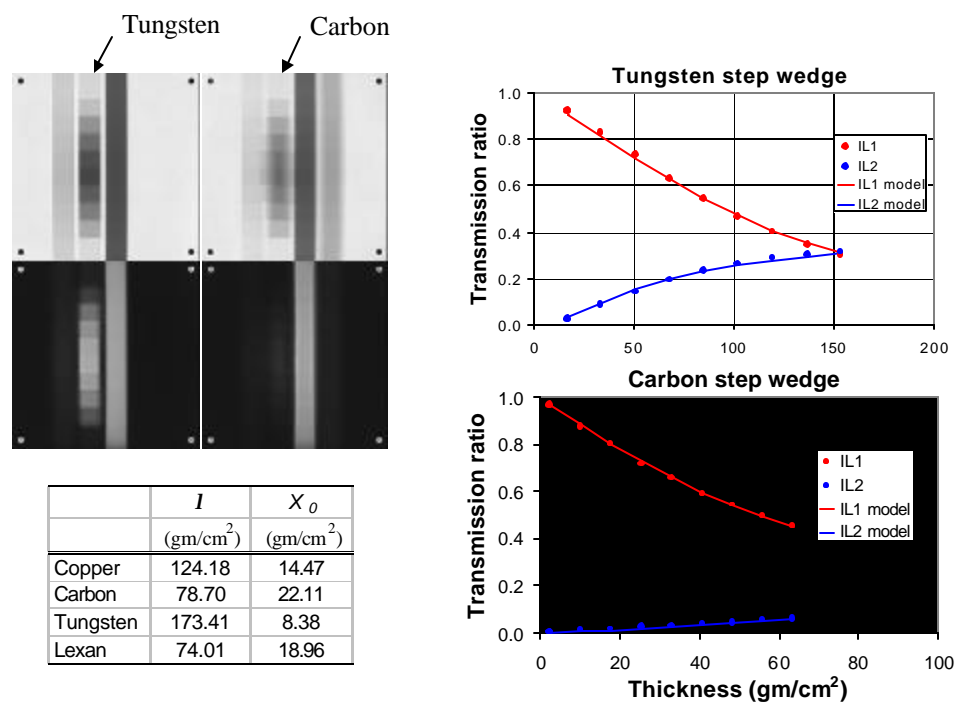 Tungsten
Carbon
Tungsten step wedge
Transmission ratio
1.0
0.8
0.6
0.4
0.2
0.0
0 50 100 150 200
IL1
IL2
IL1 model
IL2 model
Carbon step wedge
Transmission ratio
1.0
0.8
0.6
0.4
0.2
0.0
0 20 40 60 80 100
Thickness (gm/cm²)
IL1
IL2
IL1 model
IL2 model
l X₀
(gm/cm²) (gm/cm²)
Copper 124.18 14.47
Carbon 78.70 22.11
Tungsten 173.41 8.38
Lexan 74.01 18.96